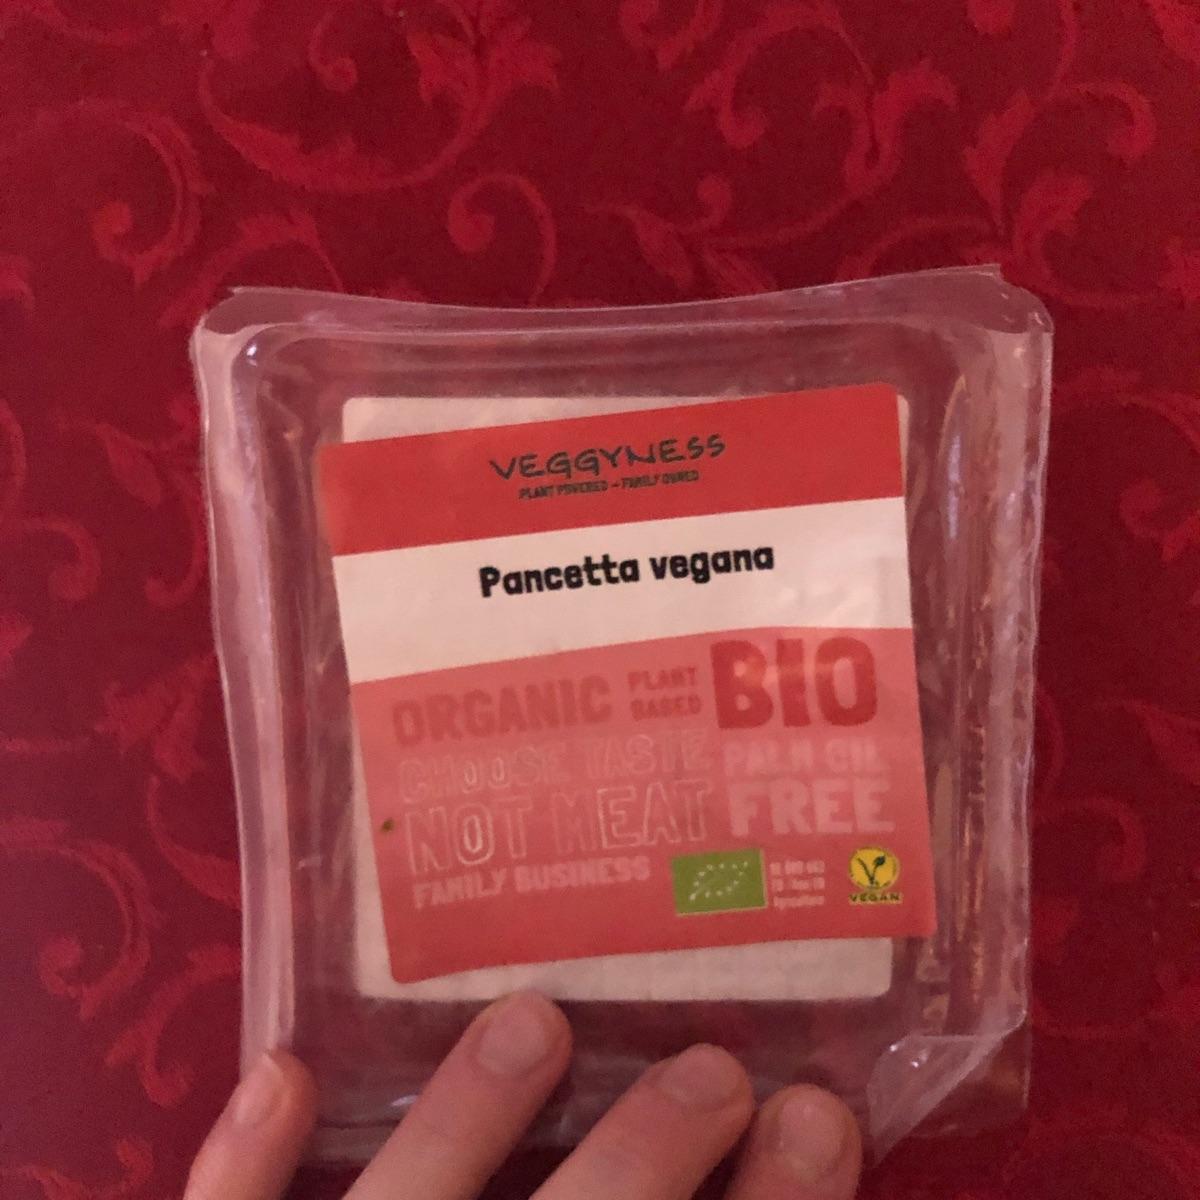 VEGGYNESS
PLANT POWERED – FAMILY OWNED
Pancetta vegana
ORGANIC PLANT BASED BIO
CHOOSE TASTE
NOT MEAT
PALM OIL
FREE
FAMILY BUSINESS
Agriculture
VEGAN